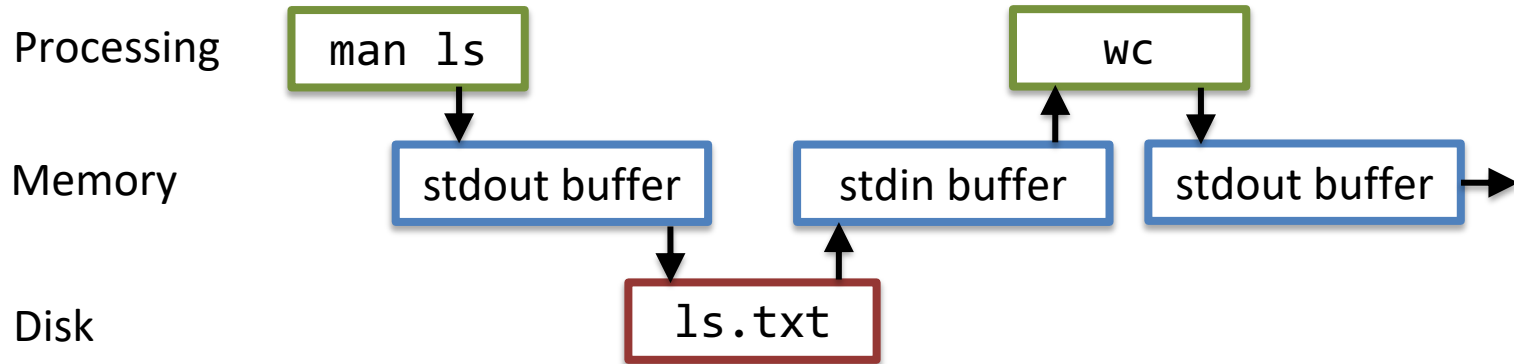 Processing man ls wc
Memory stdout buffer stdin buffer stdout buffer
Disk ls.txt